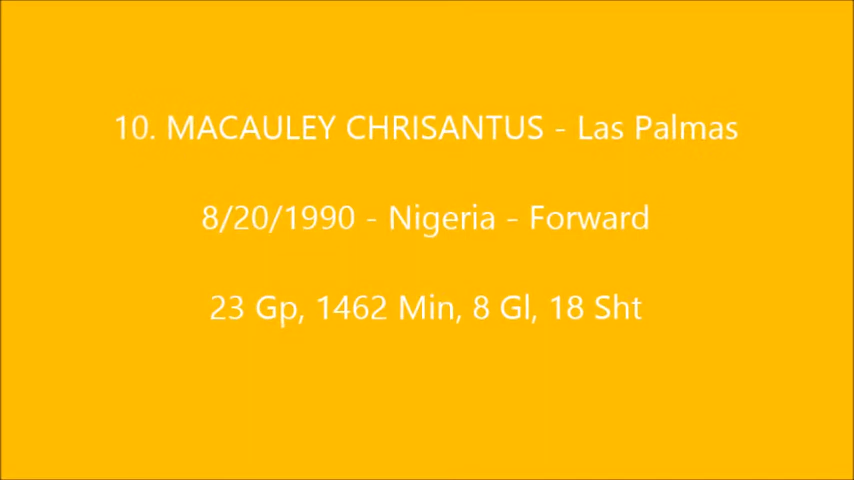 10. MACAULEY CHRISANTUS - Las Palmas
8/20/1990 - Nigeria - Forward
23 Gp, 1462 Min, 8 Gl, 18 Sht